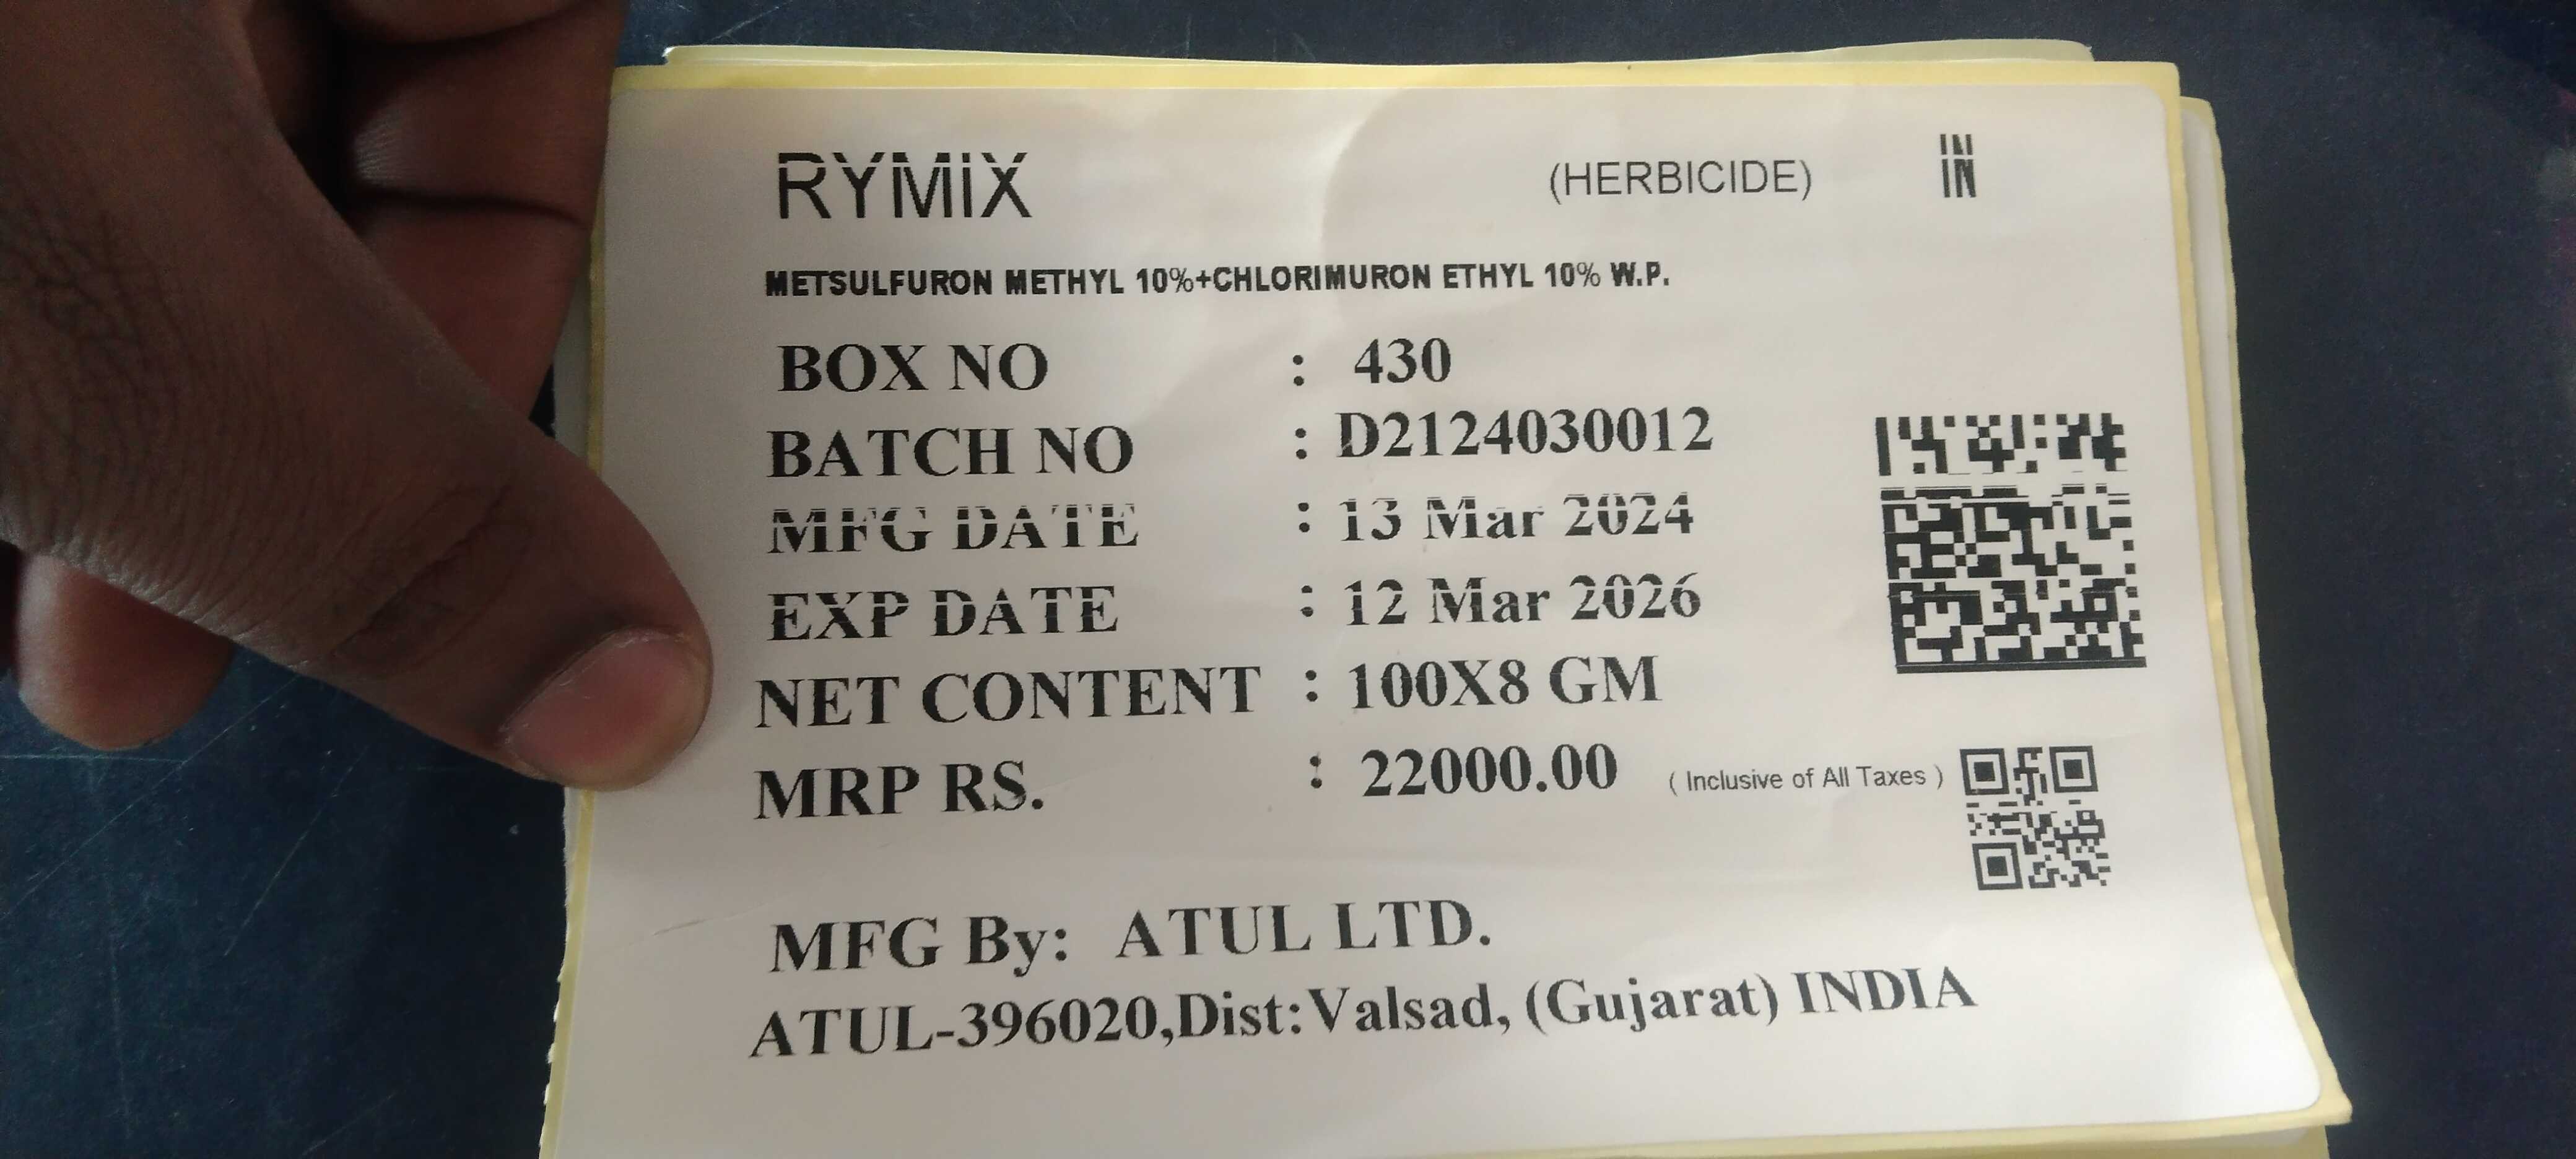 RYMiX (HERBICIDE) IN
METSULFURON METHYL 10%+CHLORIMURON ETHYL 10% W.P.
BOX NO : 430
BATCH NO : D2124030012
MFG DATE : 13 Mar 2024
EXP DATE : 12 Mar 2026
NET CONTENT : 100X8 GM
MRP RS. : 22000.00 ( Inclusive of All Taxes )
MFG By: ATUL LTD.
ATUL-396020,Dist:Valsad, (Gujarat) INDIA